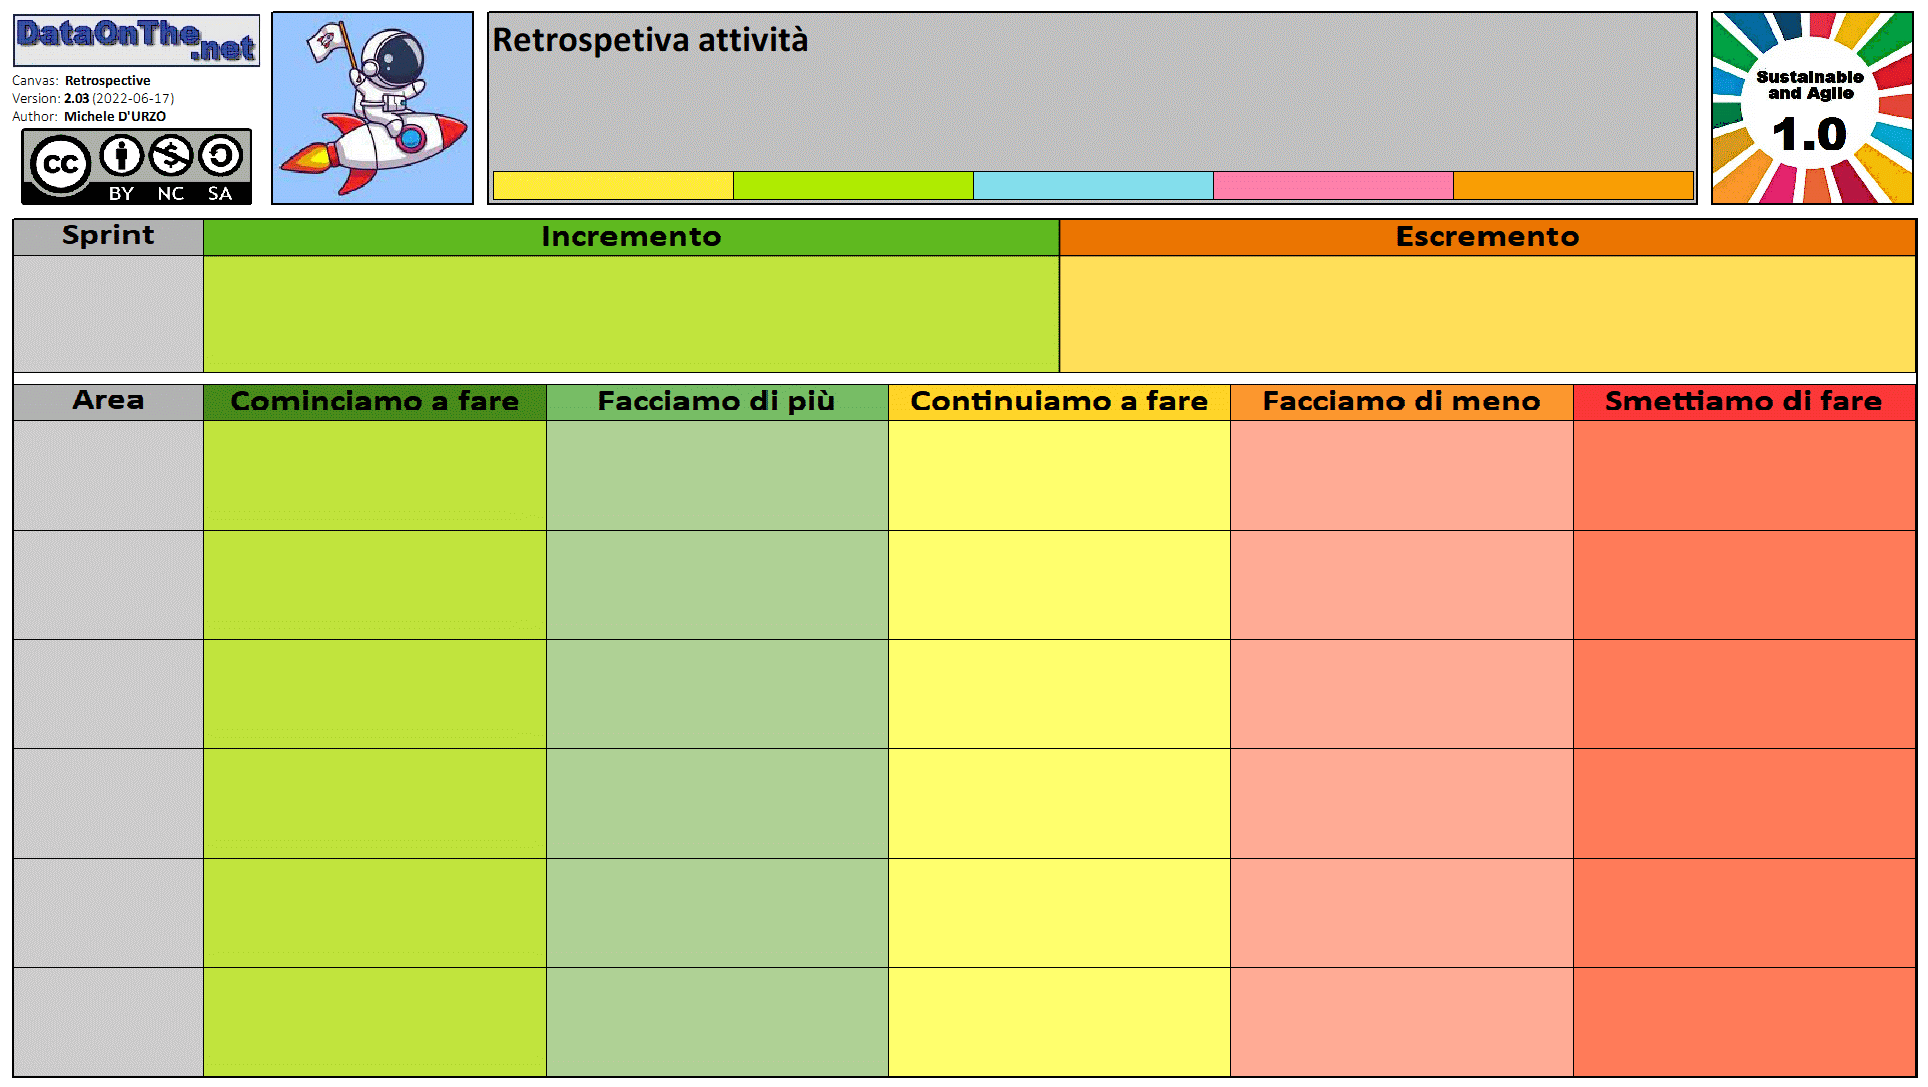 DataOnThe
.net
Canvas: Retrospective
Version: 2.03 (2022-06-17)
Author: Michele D'URZO
cc
BY NC SA
Retrospetiva attività
Sustainable
and Agile
1.0
Sprint Incremento Escremento
Area Cominciamo a fare Facciamo di più Continuiamo a fare Facciamo di meno Smettiamo di fare